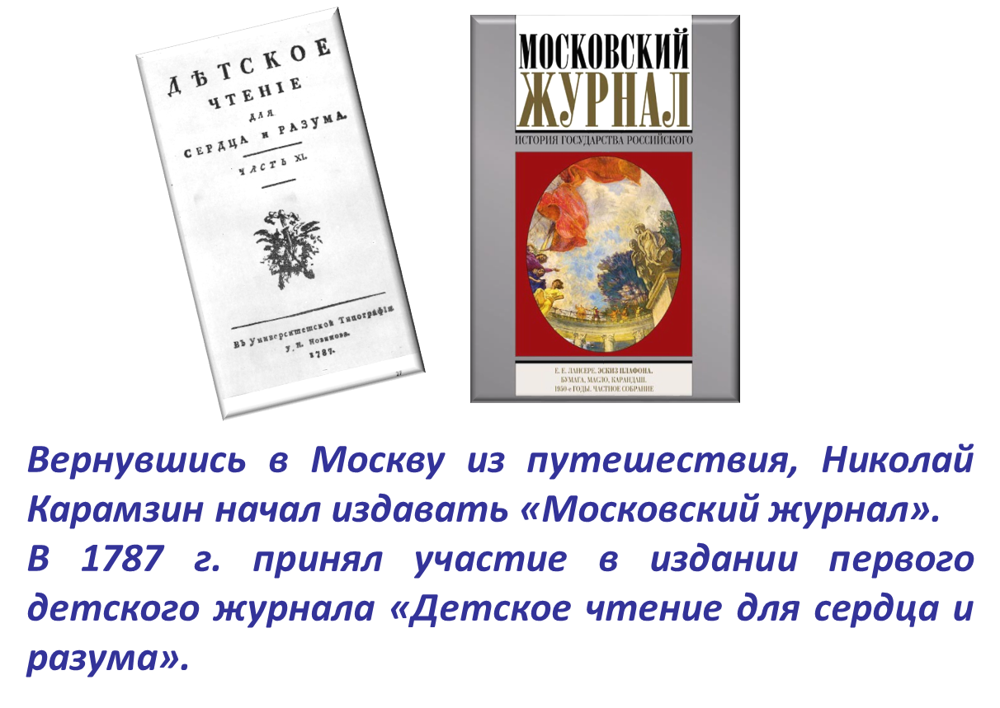 ДѢТСКОЕ
ЧТЕНІЕ
ДЛЯ
СЕРДЦА и РАЗУМА.
ЧАСТЬ XI.
ВЪ Университетской Типографіи
у Н. Новикова.
1787.
МОСКОВСКИЙ
ЖУРНАЛ
ИСТОРИЯ ГОСУДАРСТВА РОССИЙСКОГО
Е. Е. ЛАНСЕРЕ. ЭСКИЗ ПЛАФОНА.
БУМАГА, МАСЛО, КАРАНДАШ.
1950-е ГОДЫ. ЧАСТНОЕ СОБРАНИЕ
Вернувшись в Москву из путешествия, Николай
Карамзин начал издавать «Московский журнал».
В 1787 г. принял участие в издании первого
детского журнала «Детское чтение для сердца и
разума».